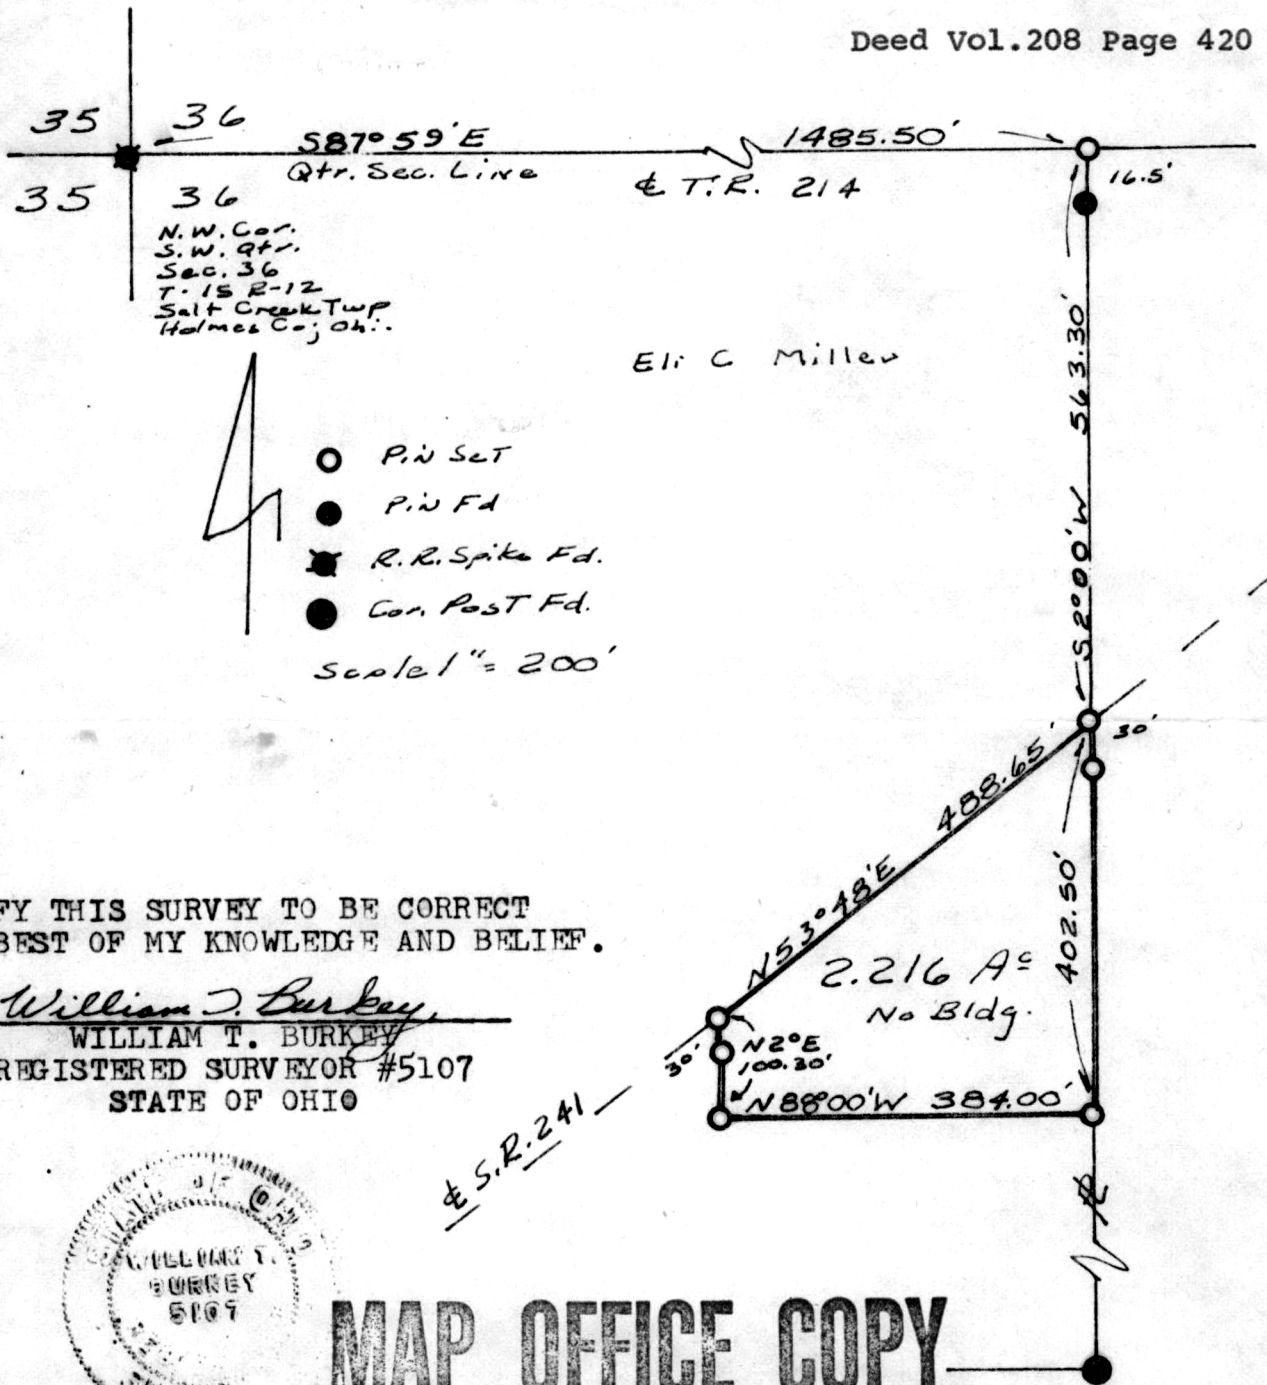 Deed Vol.208 Page 420
35 36
S87°59'E 1485.50'
Qtr. Sec. Line ℄ T.R. 214
16.5'
35 36
N.W. Cor.
S.W. Qtr.
Sec. 36
T-15 R-12
Salt Creek Twp
Holmes Co; Oh.
Eli C Miller
S2°00'W 563.30'
Pin Set
Pin Fd
R.R. Spike Fd.
Cor. Post Fd.
Scale 1" = 200'
30'
N53°48'E 488.65'
402.50'
2.216 Ac
No Bldg.
FY THIS SURVEY TO BE CORRECT
BEST OF MY KNOWLEDGE AND BELIEF.
William T. Burkey
WILLIAM T. BURKEY
REGISTERED SURVEYOR #5107
STATE OF OHIO
30'
N2°E
100.30'
N88°00'W 384.00'
℄ S.R. 241
STATE OF OHIO
WILLIAM T.
BURKEY
5107
MAP OFFICE COPY